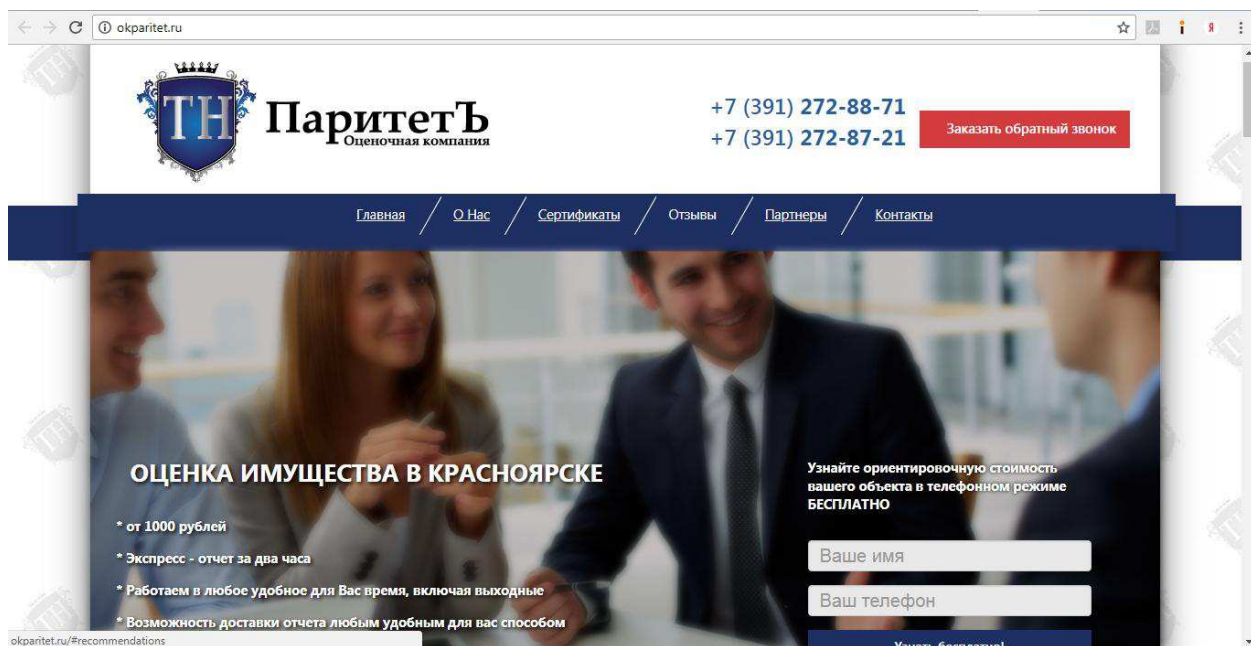 okparitet.ru
ТН
ПаритетЪ
Оценочная компания
+7 (391) 272-88-71
+7 (391) 272-87-21
Заказать обратный звонок
Главная
О Нас
Сертификаты
Отзывы
Партнеры
Контакты
ОЦЕНКА ИМУЩЕСТВА В КРАСНОЯРСКЕ
* от 1000 рублей
* Экспресс - отчет за два часа
* Работаем в любое удобное для Вас время, включая выходные
* Возможность доставки отчета любым удобным для вас способом
Узнайте ориентировочную стоимость
вашего объекта в телефонном режиме
БЕСПЛАТНО
Ваше имя
Ваш телефон
Узнать бесплатно!
okparitet.ru/#recommendations